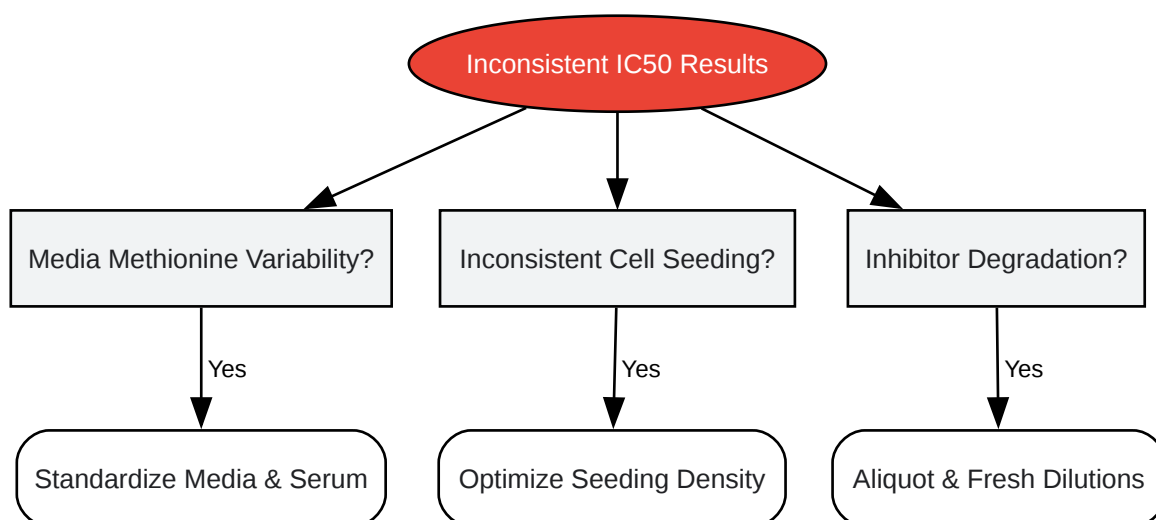 Inconsistent IC50 Results
Media Methionine Variability?
Inconsistent Cell Seeding?
Inhibitor Degradation?
Yes
Yes
Yes
Standardize Media & Serum
Optimize Seeding Density
Aliquot & Fresh Dilutions